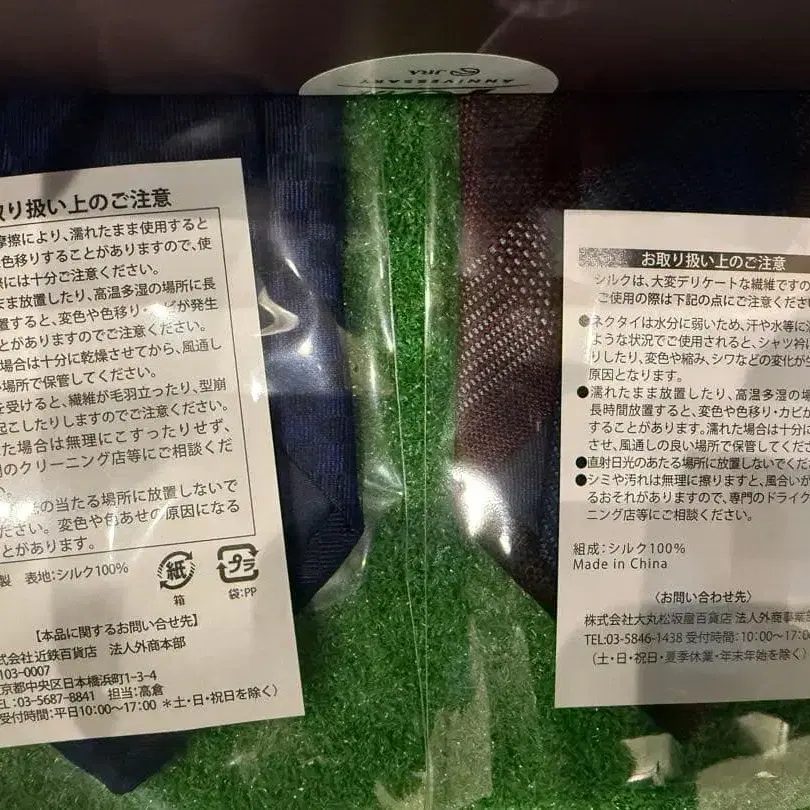 ANNIVERSARY
JRA
取り扱い上のご注意
摩擦により、濡れたまま使用すると
色移りすることがありますので、使
際には十分ご注意ください。
まま放置したり、高温多湿の場所に長
置すると、変色や色移り・カビが発生
とがありますのでご注意ください。
場合は十分に乾燥させてから、風通し
場所で保管してください。
を受けると、繊維が毛羽立ったり、型崩
起こしたりしますのでご注意ください。
た場合は無理にこすったりせず、
門のクリーニング店等にご相談くだ
の当たる場所に放置しないで
ださい。変色や色あせの原因になる
とがあります。
製 表地:シルク100%
紙
箱
プラ
袋:PP
【本品に関するお問い合せ先】
式会社近鉄百貨店 法人外商本部
103-0007
京都中央区日本橋浜町1-3-4
EL:03-5687-8841 担当:高倉
受付時間:平日10:00〜17:00 *土・日・祝日を除く)
お取り扱い上のご注意
シルクは、大変デリケートな繊維ですの
ご使用の際は下記の点にご注意くださ
●ネクタイは水分に弱いため、汗や水等に
ような状況でご使用されると、シャツ衿に
りしたり、変色や縮み、シワなどの変化が
原因となります。
●濡れたまま放置したり、高温多湿の場
長時間放置すると、変色や色移り・カビか
することがあります。濡れた場合は十分
させ、風通しの良い場所で保管してくださ
●直射日光のあたる場所に放置しないでくだ
●シミや汚れは無理に擦りますと、風合いが
るおそれがありますので、専門のドライク
ニング店等にご相談ください。
組成:シルク100%
Made in China
〈お問い合わせ先〉
株式会社大丸松坂屋百貨店 法人外商事業
TEL:03-5846-1438 受付時間:10:00〜17:0
(土・日・祝日・夏季休業・年末年始を除く)